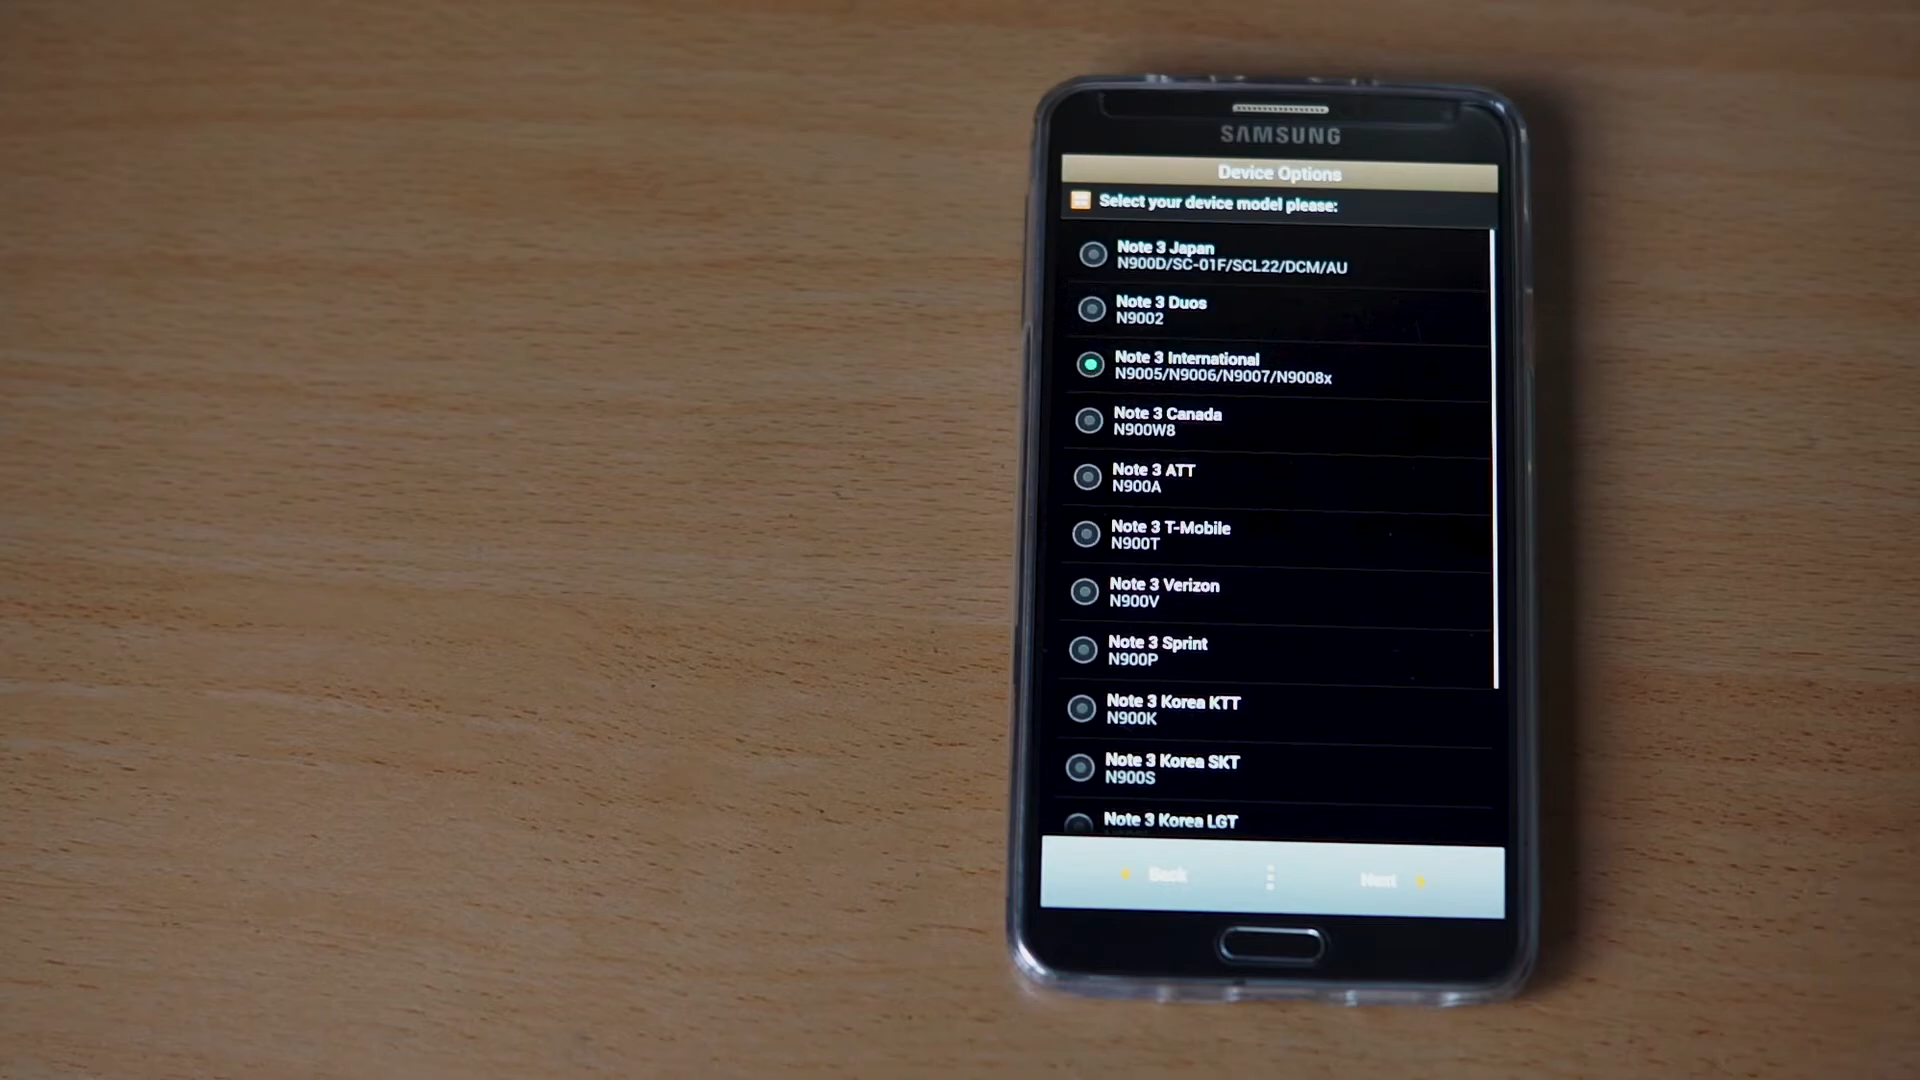 SAMSUNG
Device Options
Select your device model please:
Note 3 Japan
N900D/SC-01F/SCL22/DCM/AU
Note 3 Duos
N9002
Note 3 International
N9005/N9006/N9007/N9008x
Note 3 Canada
N900W8
Note 3 ATT
N900A
Note 3 T-Mobile
N900T
Note 3 Verizon
N900V
Note 3 Sprint
N900P
Note 3 Korea KTT
N900K
Note 3 Korea SKT
N900S
Note 3 Korea LGT
Back
Next